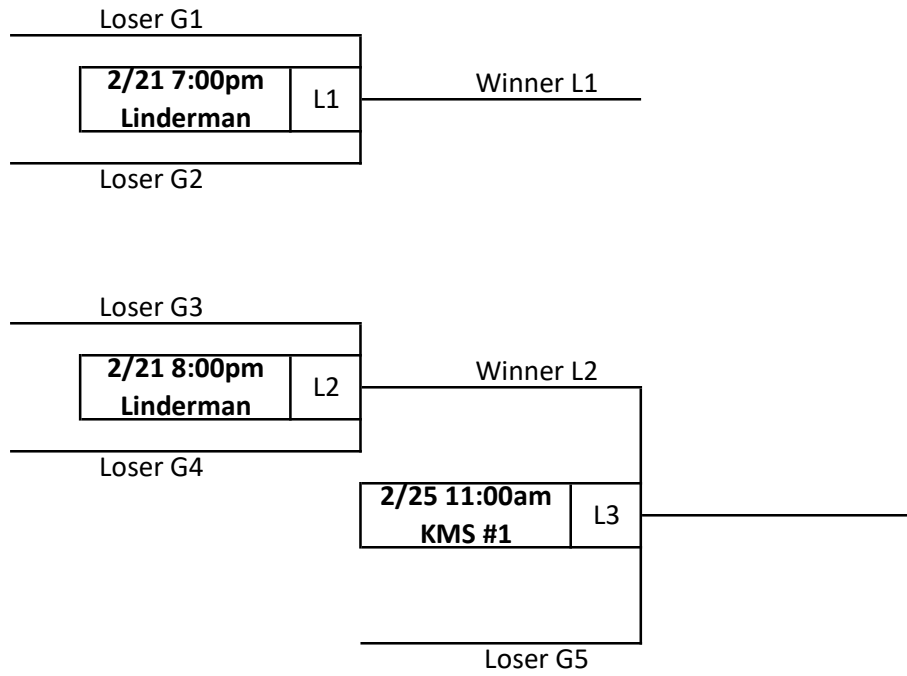 Loser G1
2/21 7:00pm
Linderman
L1
Winner L1
Loser G2
Loser G3
2/21 8:00pm
Linderman
L2
Winner L2
Loser G4
2/25 11:00am
KMS #1
L3
Loser G5